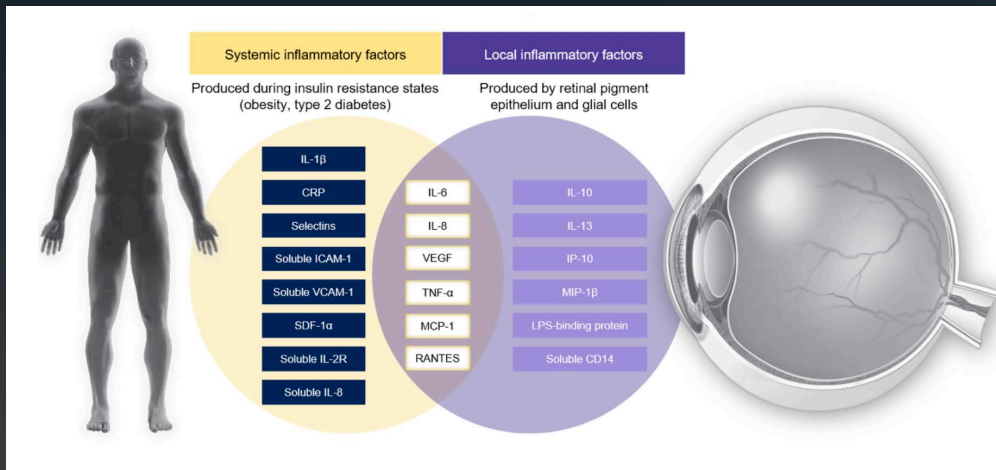 Systemic inflammatory factors
Local inflammatory factors
Produced during insulin resistance states
(obesity, type 2 diabetes)
Produced by retinal pigment
epithelium and glial cells
IL-1β
CRP
Selectins
Soluble ICAM-1
Soluble VCAM-1
SDF-1α
Soluble IL-2R
Soluble IL-8
IL-6
IL-8
VEGF
TNF-α
MCP-1
RANTES
IL-10
IL-13
IP-10
MIP-1β
LPS-binding protein
Soluble CD14